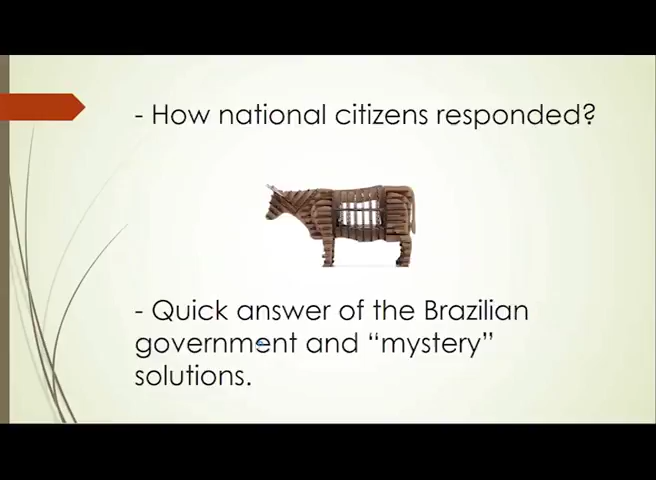 - How national citizens responded?
- Quick answer of the Brazilian
government and “mystery”
solutions.